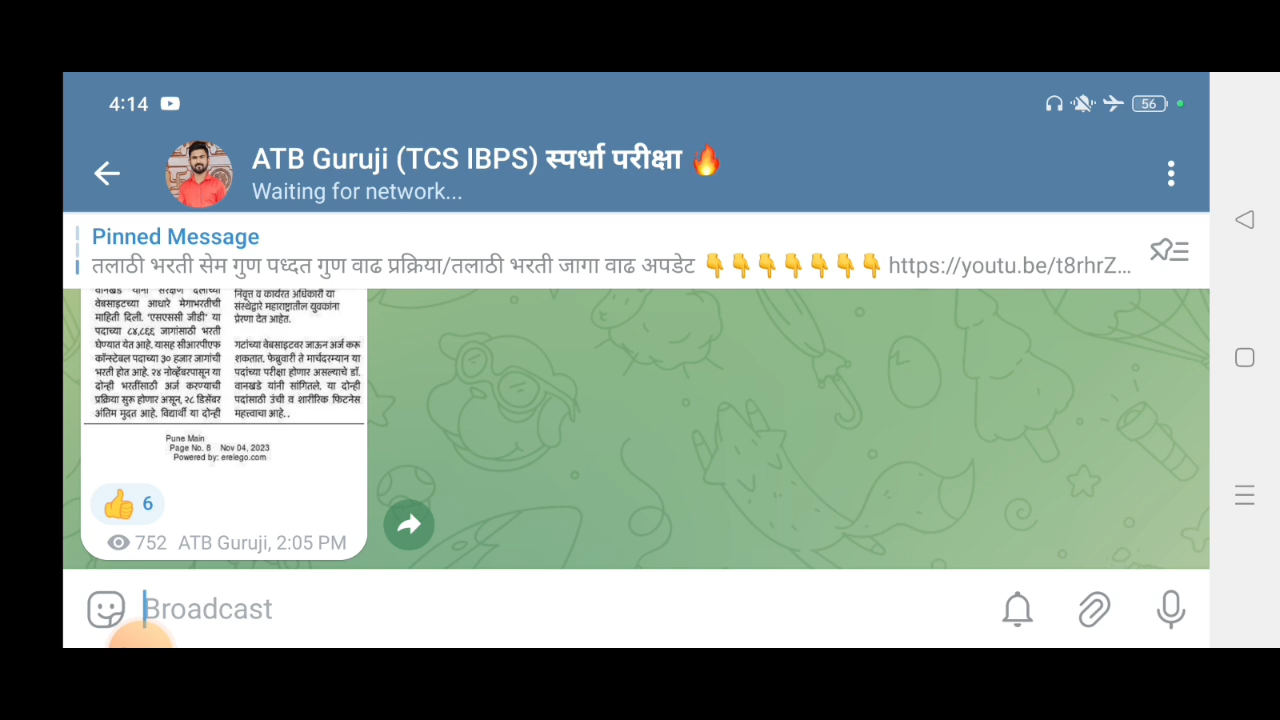 4:14
56
ATB Guruji (TCS IBPS) स्पर्धा परीक्षा 🔥
Waiting for network...
Pinned Message
तलाठी भरती सेम गुण पध्दत गुण वाढ प्रक्रिया/तलाठी भरती जागा वाढ अपडेट 👇👇👇👇👇👇👇 https://youtu.be/t8rhrZ...
वानखडे यांनी संरक्षण दलाच्या
वेबसाइटच्या आधारे मेगाभरतीची
माहिती दिली. 'एसएससी जीडी' या
पदाच्या ८४,८६६ जागांसाठी भरती
घेण्यात येत आहे. यासह सीआरपीएफ
कॉन्स्टेबल पदाच्या ३० हजार जागांची
भरती होत आहे. २४ नोव्हेंबरपासून या
दोन्ही भरतींसाठी अर्ज करण्याची
प्रक्रिया सुरू होणार असून, २८ डिसेंबर
अंतिम मुदत आहे. विद्यार्थी या दोन्ही
निवृत्त व कार्यरत अधिकारी या
संस्थेद्वारे महाराष्ट्रातील युवकांना
प्रेरणा देत आहेत.
गटांच्या वेबसाइटवर जाऊन अर्ज करू
शकतात. फेब्रुवारी ते मार्चदरम्यान या
पदांच्या परीक्षा होणार असल्याचे डॉ.
वानखडे यांनी सांगितले. या दोन्ही
पदांसाठी उंची व शारीरिक फिटनेस
महत्त्वाचा आहे..
Pune Main
Page No. 8 Nov 04, 2023
Powered by: erelego.com
👍 6
752 ATB Guruji, 2:05 PM
Broadcast